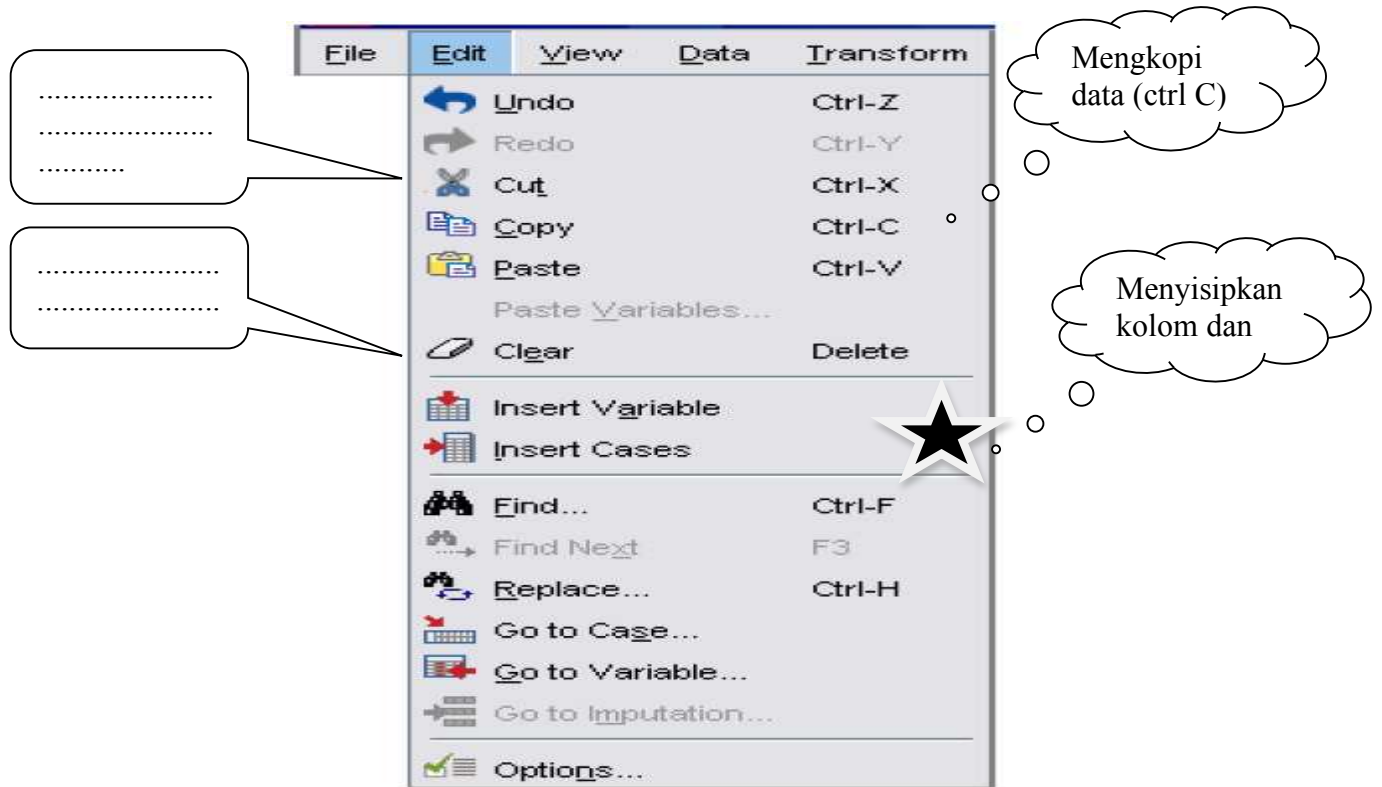 File Edit View Data Transform
Undo Ctrl-Z
Redo Ctrl-Y
Cut Ctrl-X
Copy Ctrl-C
Paste Ctrl-V
Paste Variables...
Clear Delete
Insert Variable
Insert Cases
Find... Ctrl-F
Find Next F3
Replace... Ctrl-H
Go to Case...
Go to Variable...
Go to Imputation...
Options...
.....................
.....................
...........
......................
......................
Mengkopi
data (ctrl C)
Menyisipkan
kolom dan